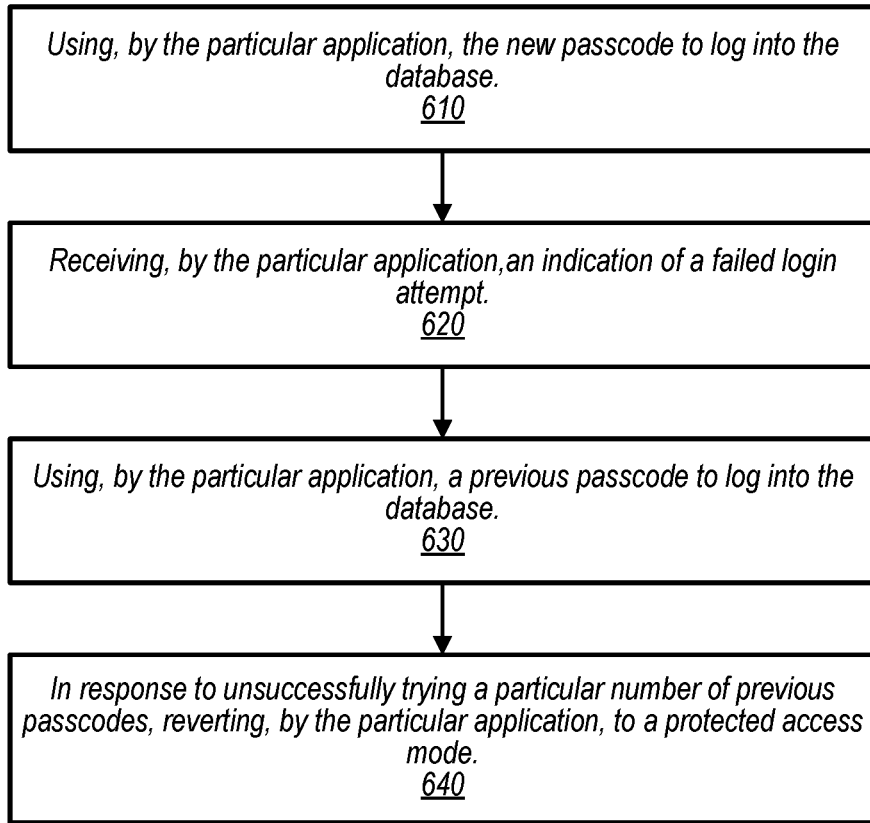 Using, by the particular application, the new passcode to log into the
database.
610
Receiving, by the particular application,an indication of a failed login
attempt.
620
Using, by the particular application, a previous passcode to log into the
database.
630
In response to unsuccessfully trying a particular number of previous
passcodes, reverting, by the particular application, to a protected access
mode.
640